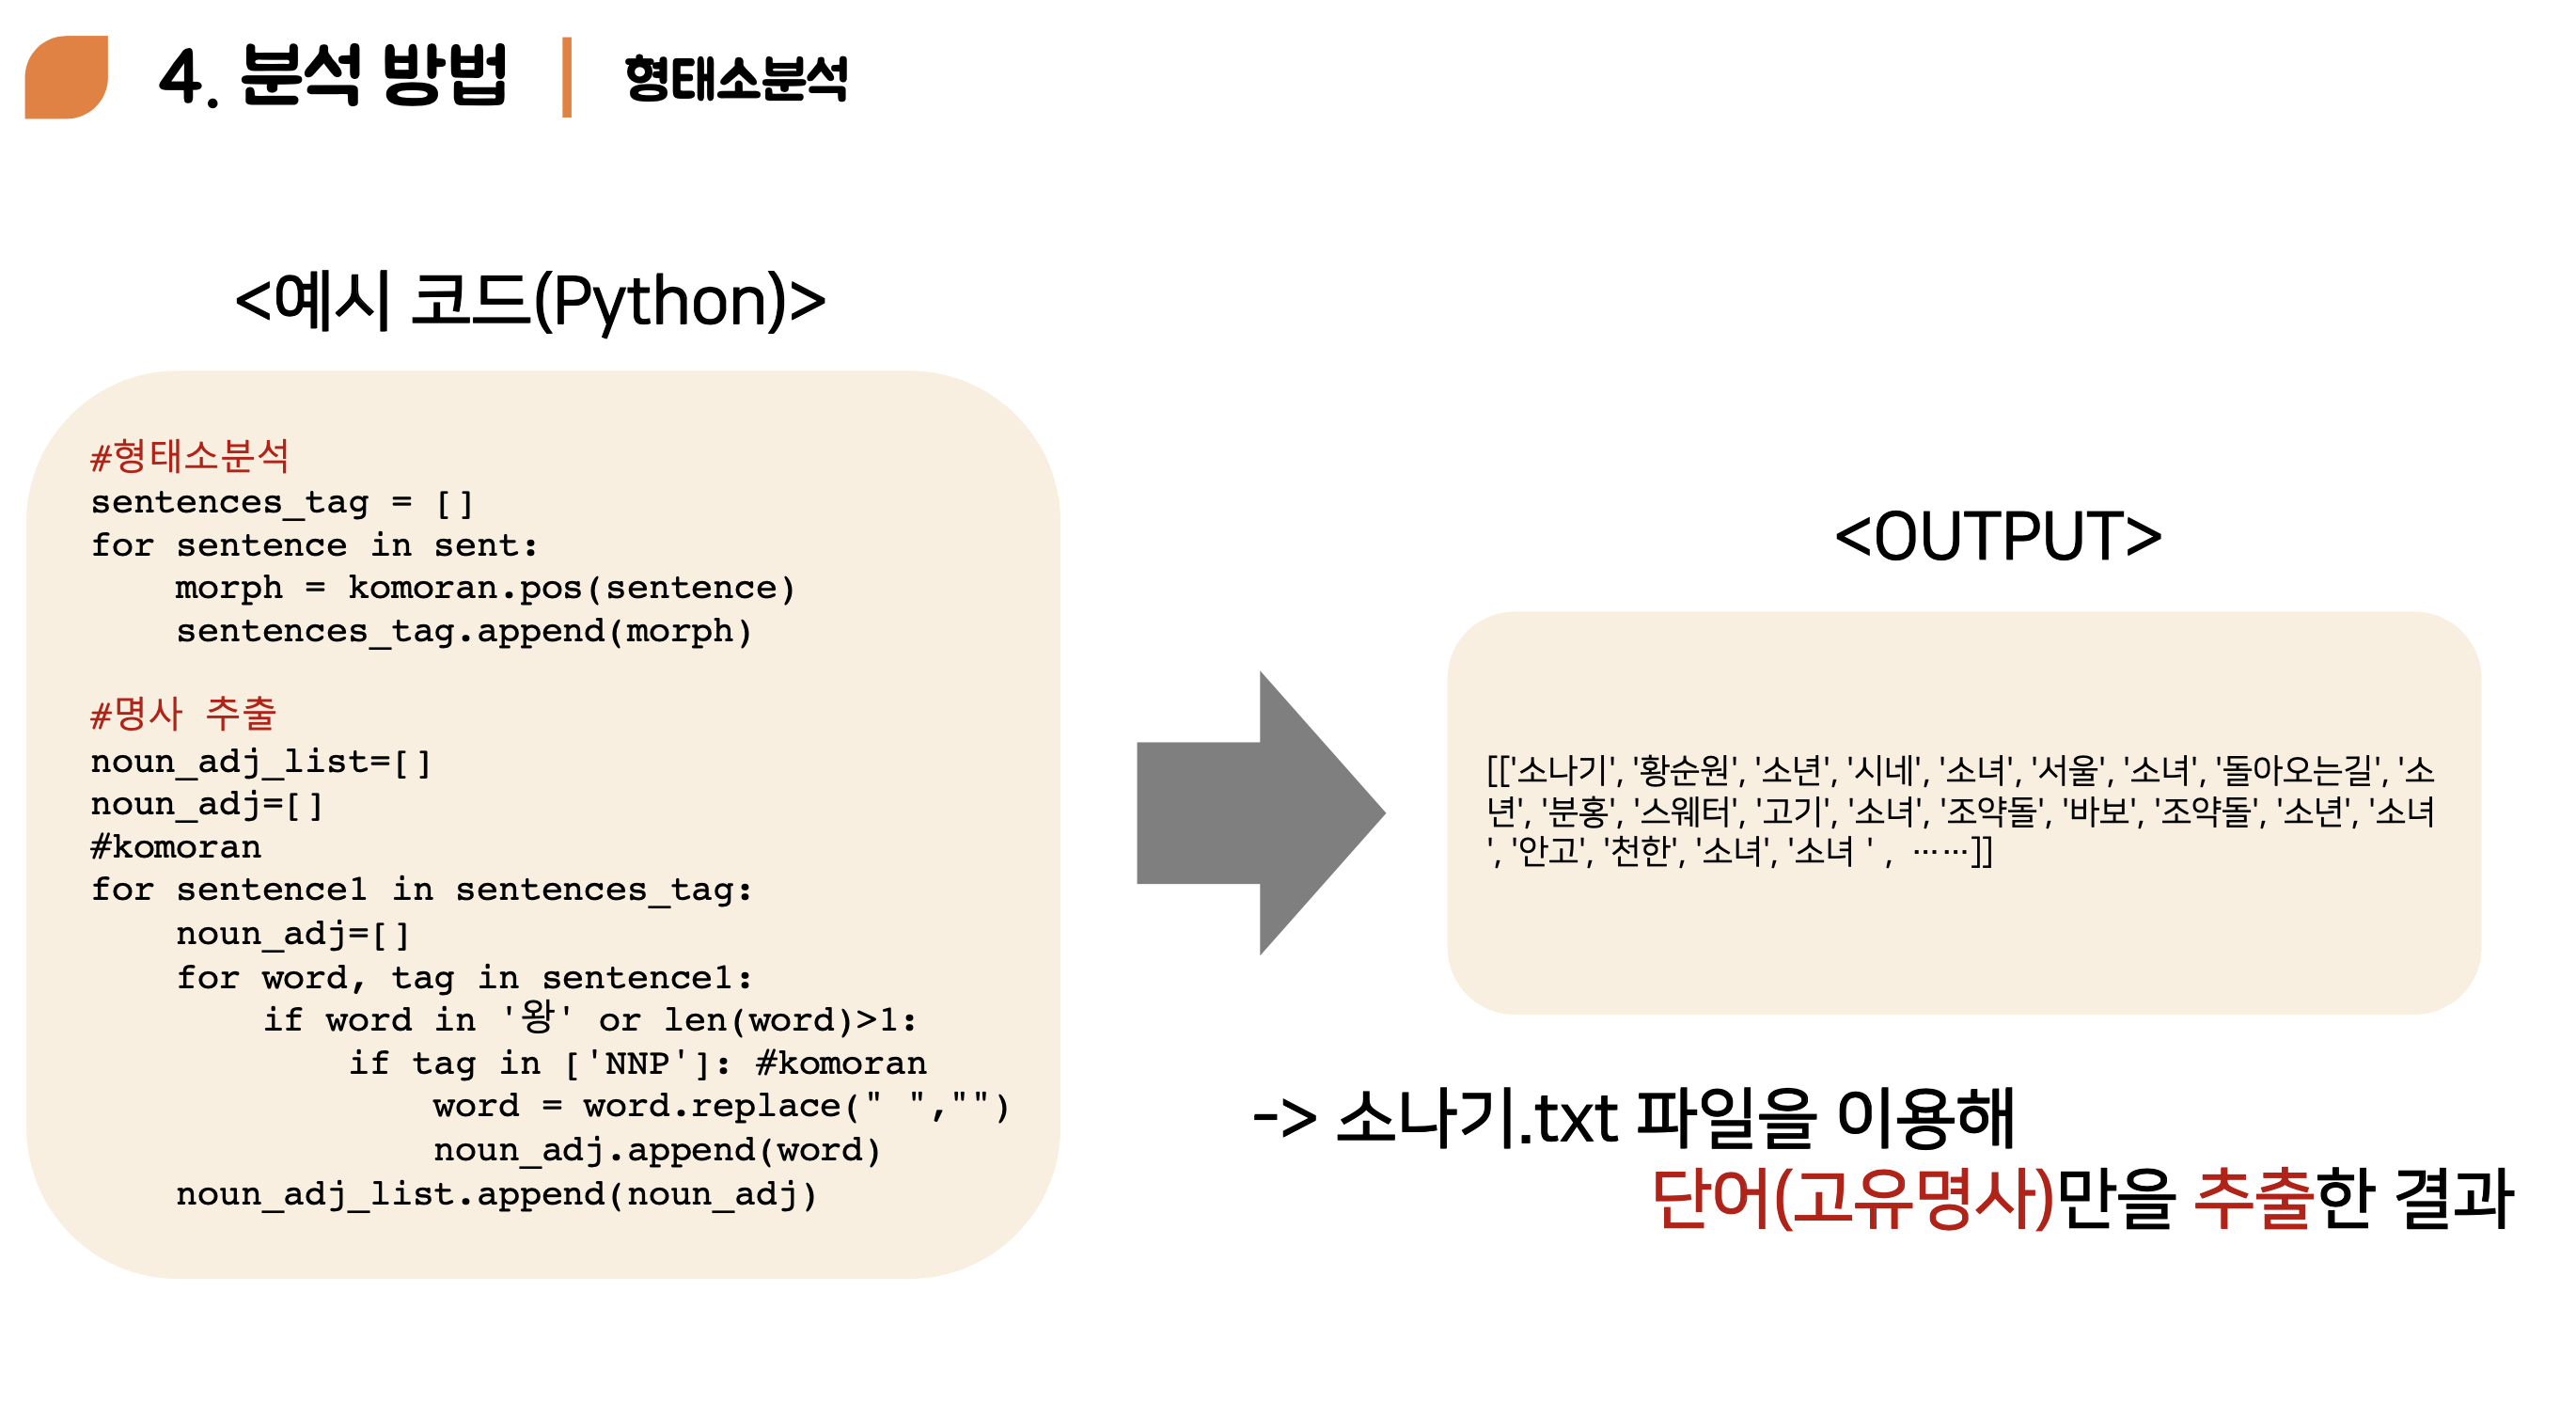 4. 분석 방법
형태소분석
<예시 코드(Python)>
#형태소분석
sentences_tag = []
for sentence in sent:
    morph = komoran.pos(sentence)
    sentences_tag.append(morph)
#명사 추출
noun_adj_list=[]
noun_adj=[]
#komoran
for sentence1 in sentences_tag:
    noun_adj=[]
    for word, tag in sentence1:
        if word in '왕' or len(word)>1:
            if tag in ['NNP']: #komoran
                word = word.replace(" ","")
                noun_adj.append(word)
    noun_adj_list.append(noun_adj)
<OUTPUT>
[['소나기', '황순원', '소년', '시네', '소녀', '서울', '소녀', '돌아오는길', '소
년', '분홍', '스웨터', '고기', '소녀', '조약돌', '바보', '조약돌', '소년', '소녀
', '안고', '천한', '소녀', '소녀 ' , ……]]
-> 소나기.txt 파일을 이용해
단어(고유명사)만을 추출한 결과